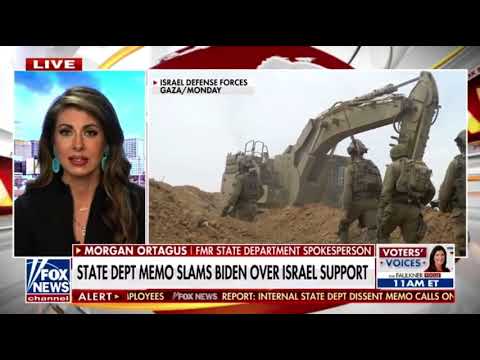 LIVE
ISRAEL DEFENSE FORCES
GAZA/MONDAY
MORGAN ORTAGUS | FMR STATE DEPARTMENT SPOKESPERSON
STATE DEPT MEMO SLAMS BIDEN OVER ISRAEL SUPPORT
VOTERS'
VOICES
FAULKNER
11AM ET
FOX
NEWS
channel
ALERT
MPLOYEES FOX NEWS REPORT: INTERNAL STATE DEPT DISSENT MEMO CALLS ON